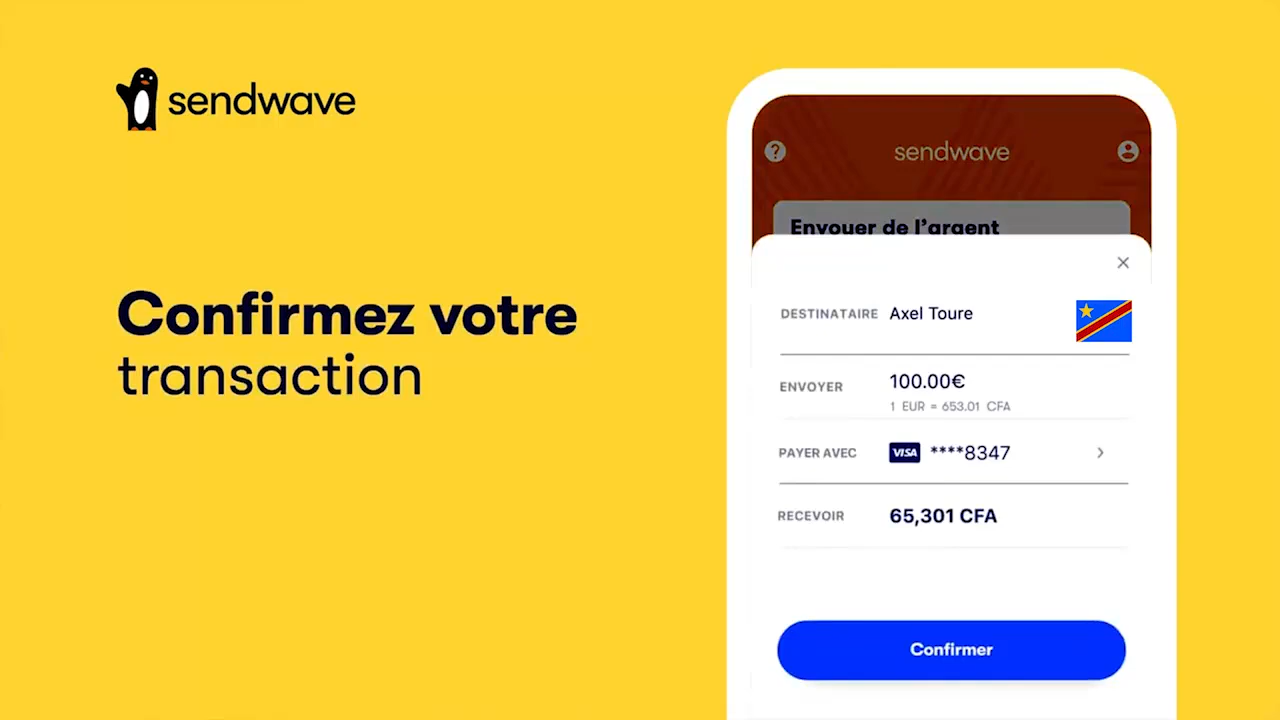 sendwave
Confirmez votre
transaction
sendwave
Envoyer de l'argent
DESTINATAIRE Axel Toure
ENVOYER 100.00€
1 EUR = 653.01 CFA
PAYER AVEC VISA ****8347
RECEVOIR 65,301 CFA
Confirmer